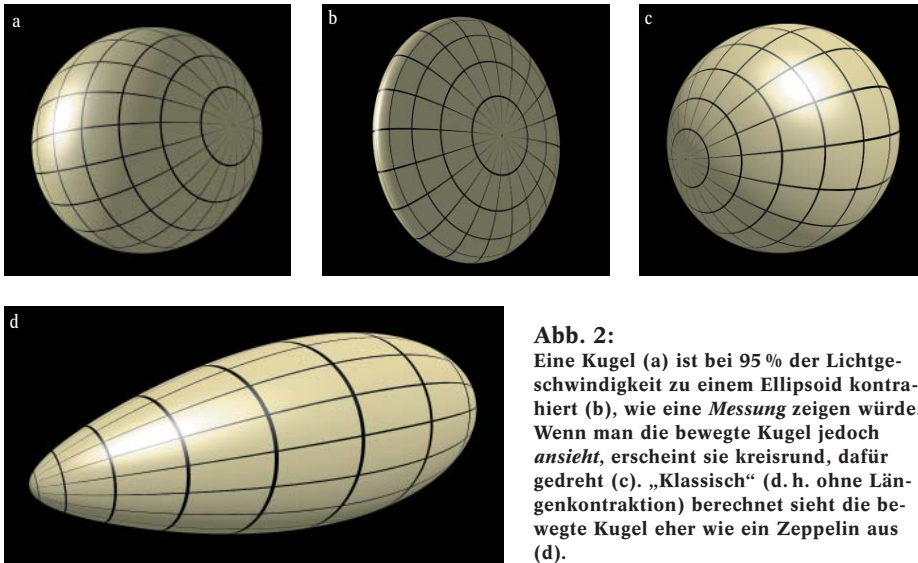 a
b
c
d
Abb. 2:
Eine Kugel (a) ist bei 95 % der Lichtge-
schwindigkeit zu einem Ellipsoid kontra-
hiert (b), wie eine Messung zeigen würde.
Wenn man die bewegte Kugel jedoch
ansieht, erscheint sie kreisrund, dafür
gedreht (c). „Klassisch“ (d. h. ohne Län-
genkontraktion) berechnet sieht die be-
wegte Kugel eher wie ein Zeppelin aus
(d).